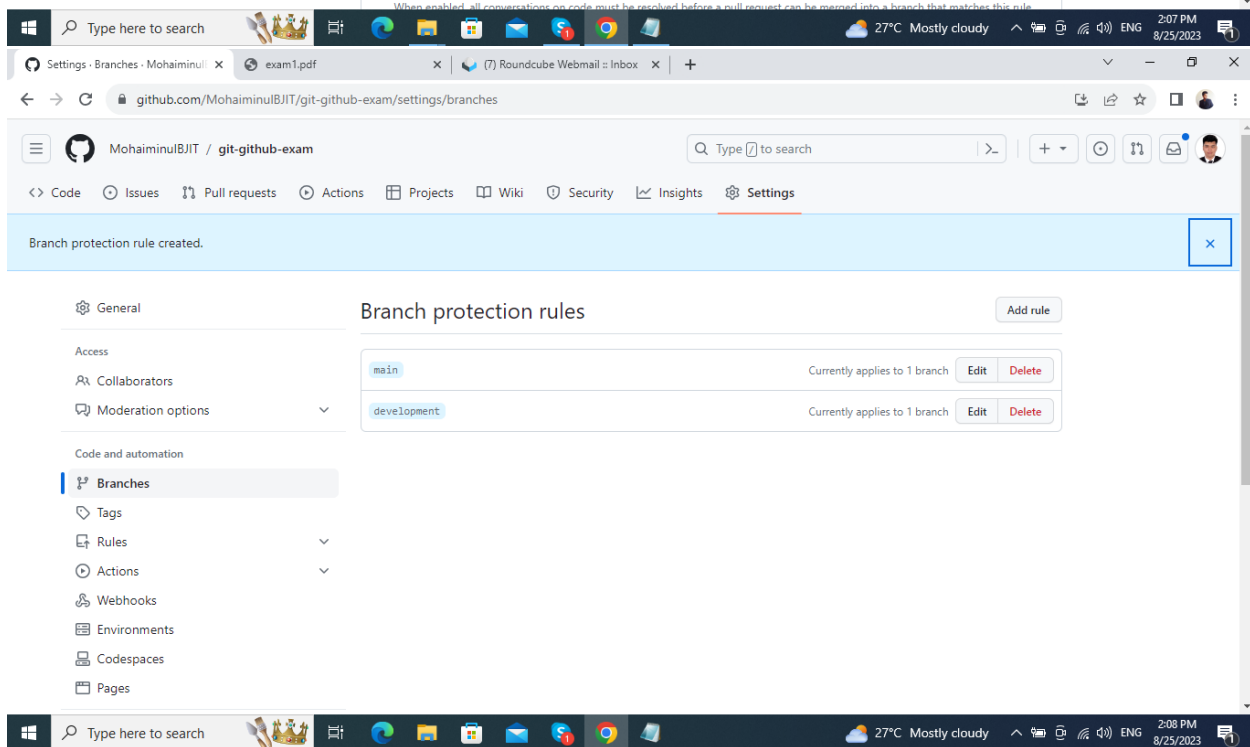 When enabled, all conversations on code must be resolved before a pull request can be merged into a branch that matches this rule.
Type here to search
27°C Mostly cloudy
ENG
2:07 PM
8/25/2023
1
Settings · Branches · Mohaiminull
exam1.pdf
(7) Roundcube Webmail :: Inbox
github.com/MohaiminulBJIT/git-github-exam/settings/branches
MohaiminulBJIT / git-github-exam
Type / to search
Code
Issues
Pull requests
Actions
Projects
Wiki
Security
Insights
Settings
Branch protection rule created.
General
Access
Collaborators
Moderation options
Code and automation
Branches
Tags
Rules
Actions
Webhooks
Environments
Codespaces
Pages
Branch protection rules
Add rule
main
Currently applies to 1 branch
Edit
Delete
development
Currently applies to 1 branch
Edit
Delete
Type here to search
27°C Mostly cloudy
ENG
2:08 PM
8/25/2023
1